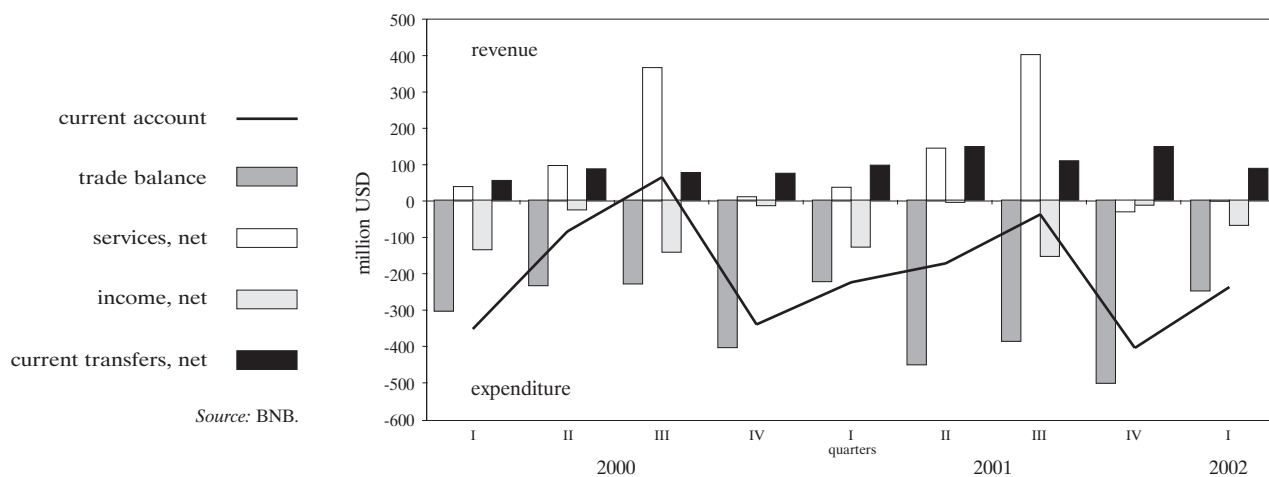 current account
trade balance
services, net
income, net
current transfers, net
Source: BNB.
million USD
500
400
300
200
100
0
-100
-200
-300
-400
-500
-600
revenue
expenditure
I II III IV I II III IV I
quarters
2000 2001 2002